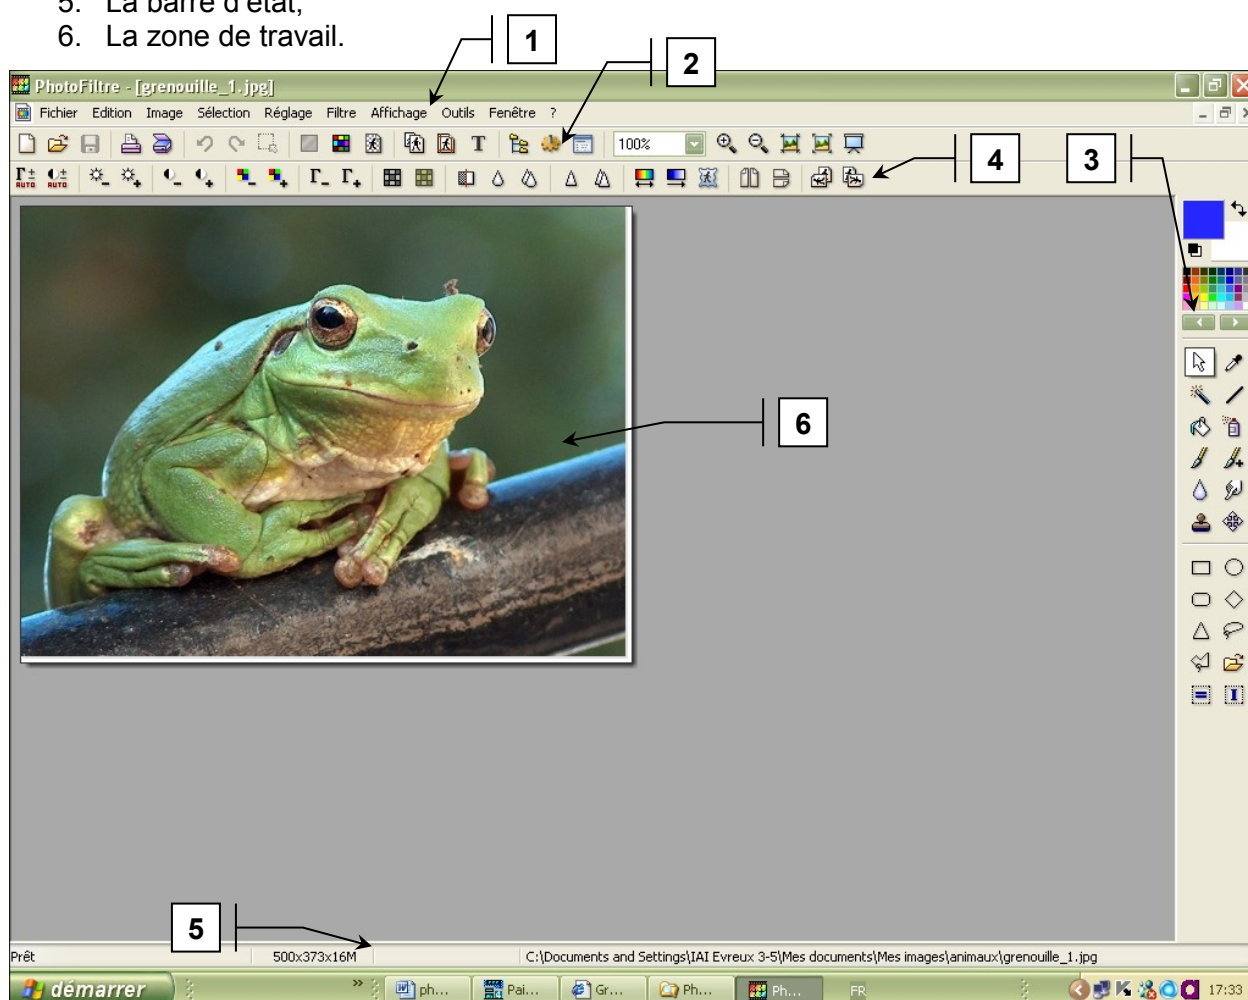 5. La barre d'état,
6. La zone de travail.
1
2
PhotoFiltre - [grenouille_1.jpg]
Fichier Edition Image Sélection Réglage Filtre Affichage Outils Fenêtre ?
T
100%
4
3
AUTO AUTO
6
5
Prêt 500x373x16M C:\Documents and Settings\IAI Evreux 3-5\Mes documents\Mes images\animaux\grenouille_1.jpg
démarrer » ph... Pai... Gr... Ph... Ph... FR 17:33